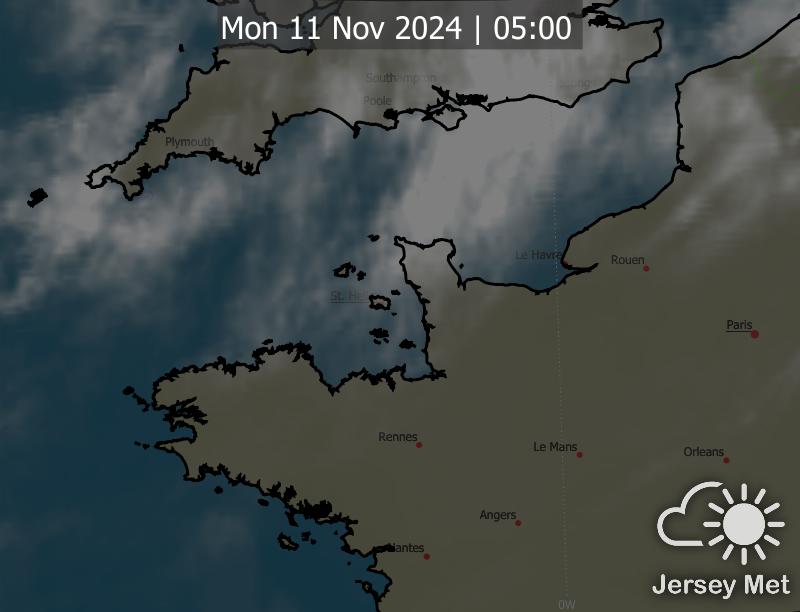 Mon 11 Nov 2024 | 05:00
Southampton
Poole
Plymouth
Le Havre
Rouen
St. He
Paris
Rennes
Le Mans
Orleans
Angers
Nantes
Jersey Met
0W